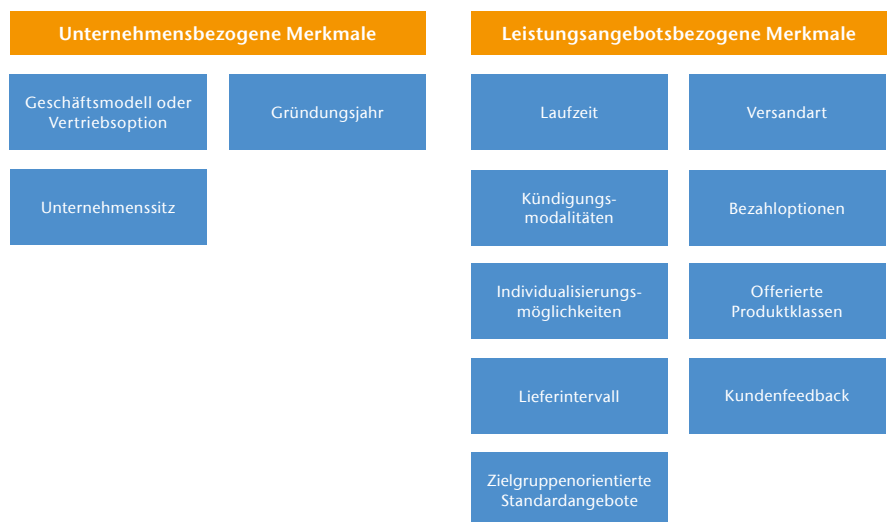 Unternehmensbezogene Merkmale
Geschäftsmodell oder
Vertriebsoption
Gründungsjahr
Unternehmenssitz
Leistungsangebotsbezogene Merkmale
Laufzeit
Versandart
Kündigungs-
modalitäten
Bezahloptionen
Individualisierungs-
möglichkeiten
Offerierte
Produktklassen
Lieferintervall
Kundenfeedback
Zielgruppenorientierte
Standardangebote